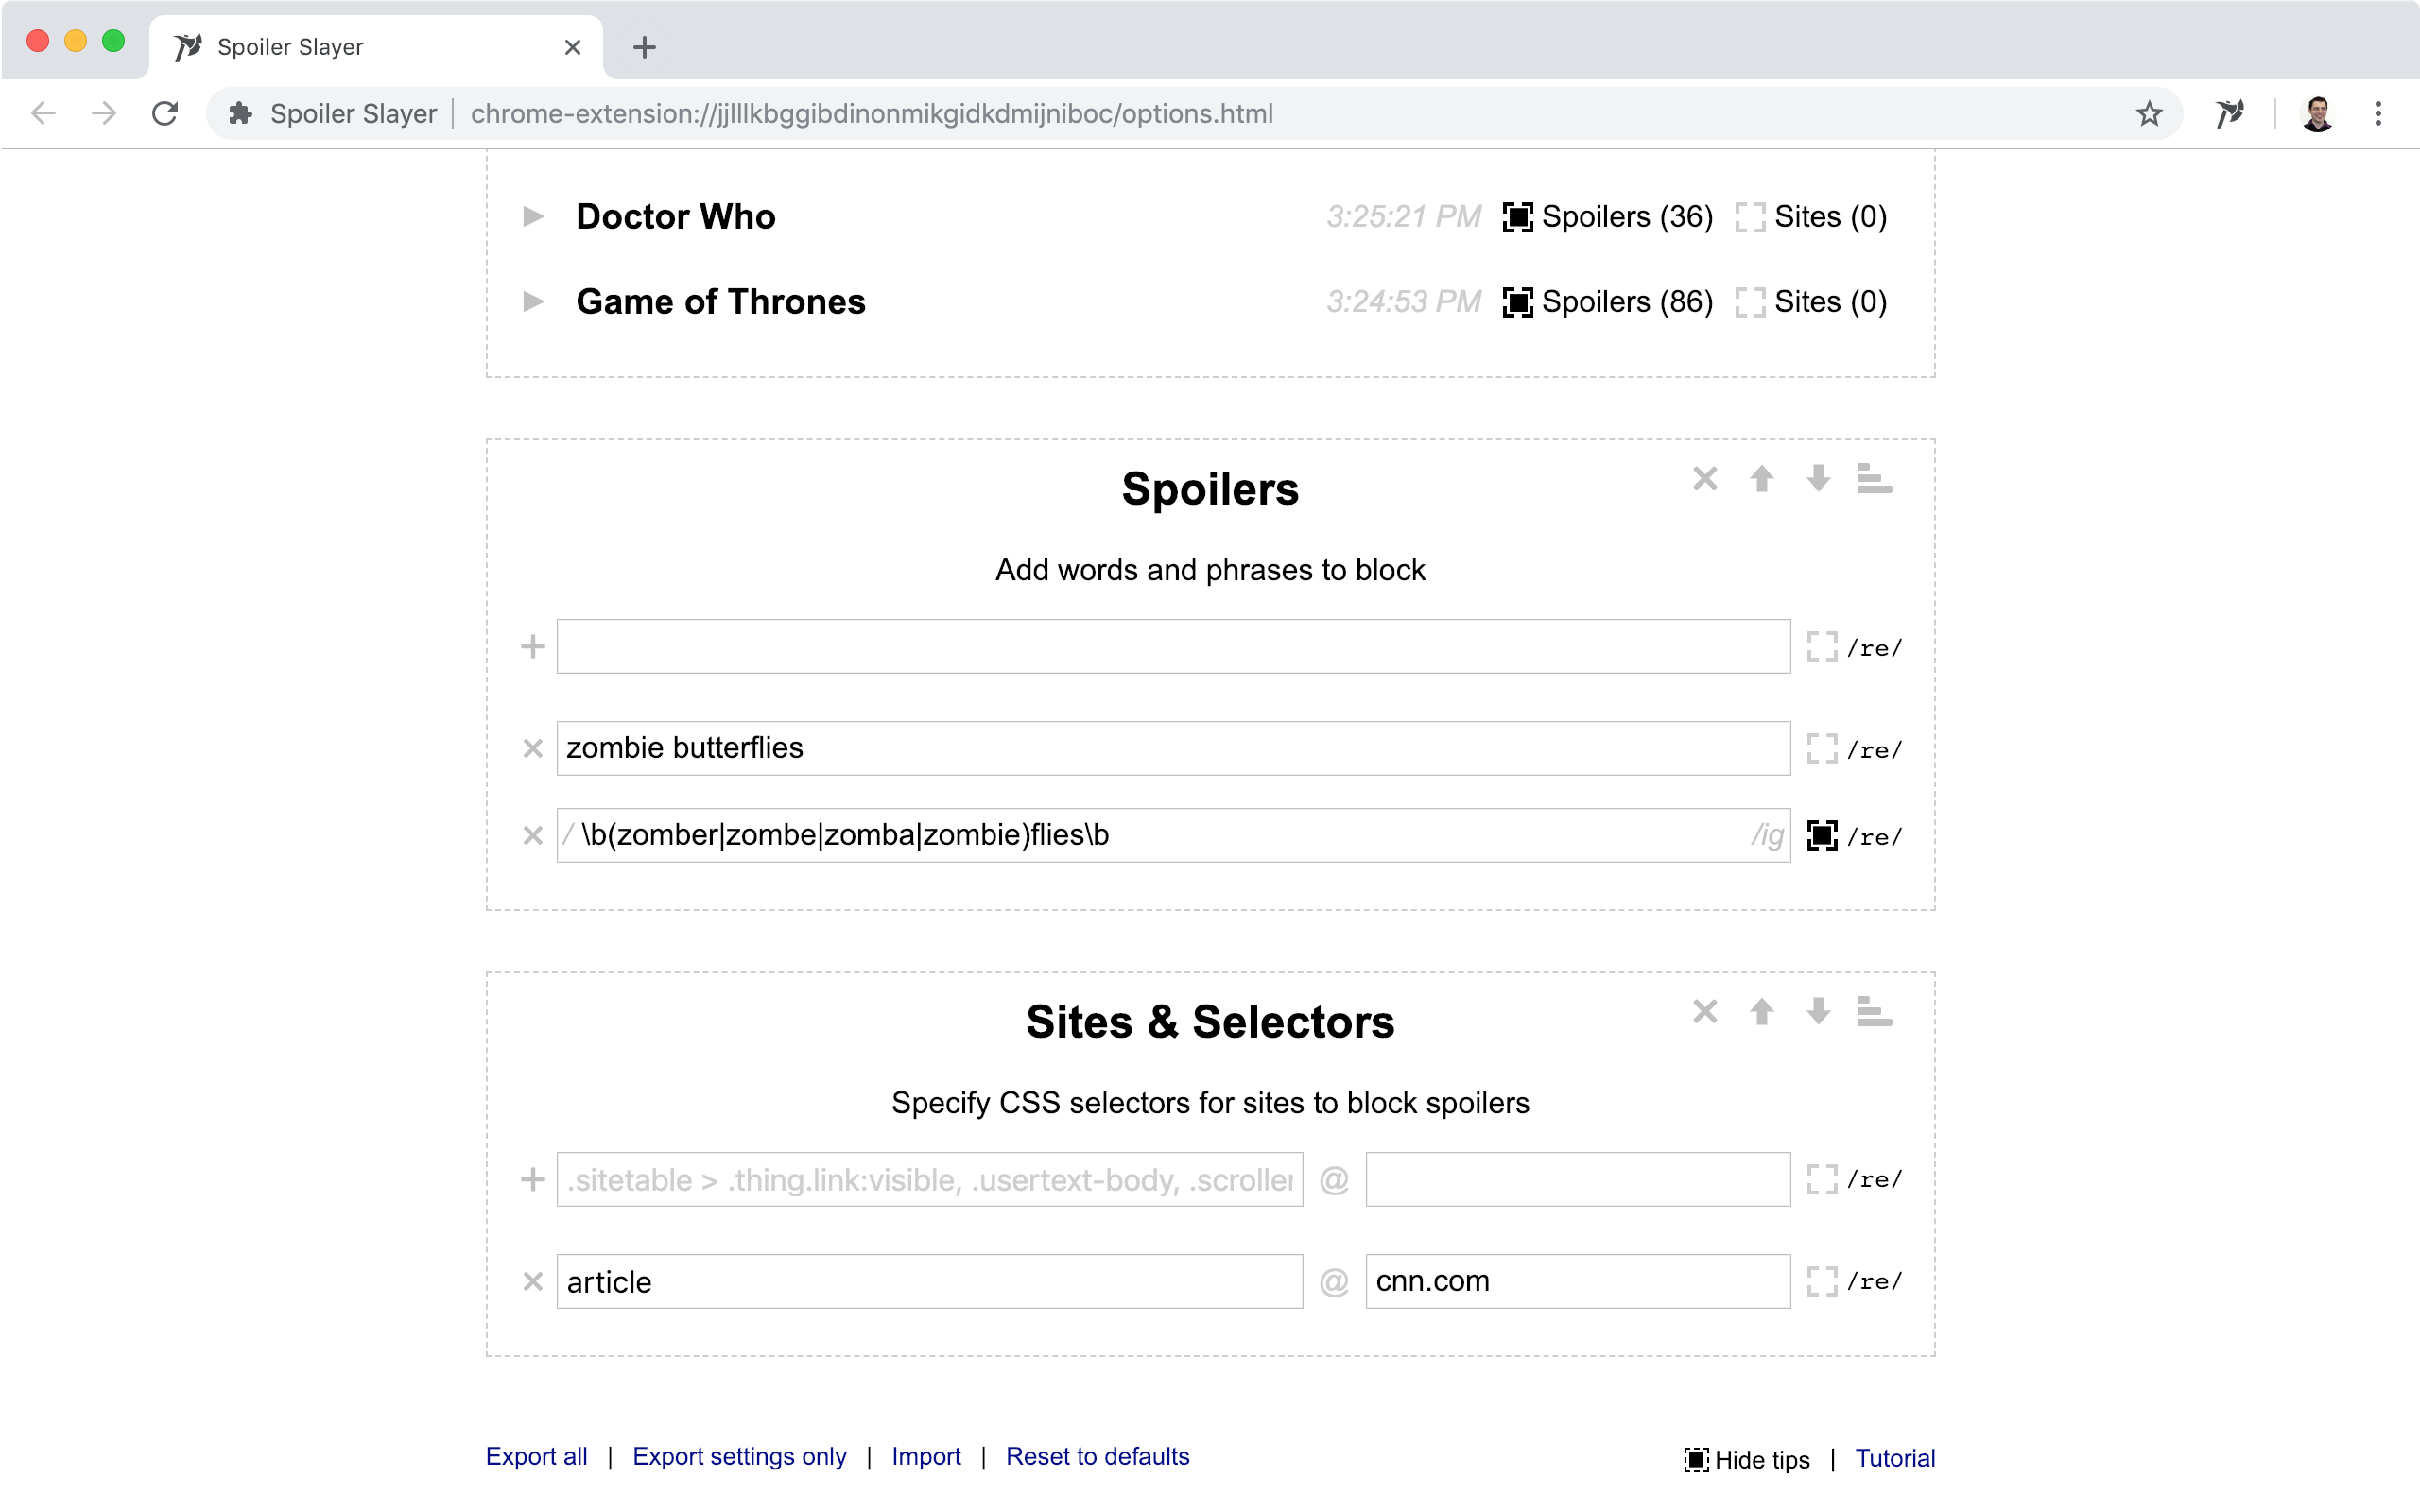 Spoiler Slayer
Spoiler Slayer | chrome-extension://jjlllkbggibdinonmikgidkdmijniboc/options.html
Doctor Who 3:25:21 PM Spoilers (36) Sites (0)
Game of Thrones 3:24:53 PM Spoilers (86) Sites (0)
Spoilers
Add words and phrases to block
/re/
zombie butterflies /re/
/ \b(zomber|zombe|zomba|zombie)flies\b /ig /re/
Sites & Selectors
Specify CSS selectors for sites to block spoilers
.sitetable > .thing.link:visible, .usertext-body, .scroller @ /re/
article @ cnn.com /re/
Export all | Export settings only | Import | Reset to defaults Hide tips | Tutorial